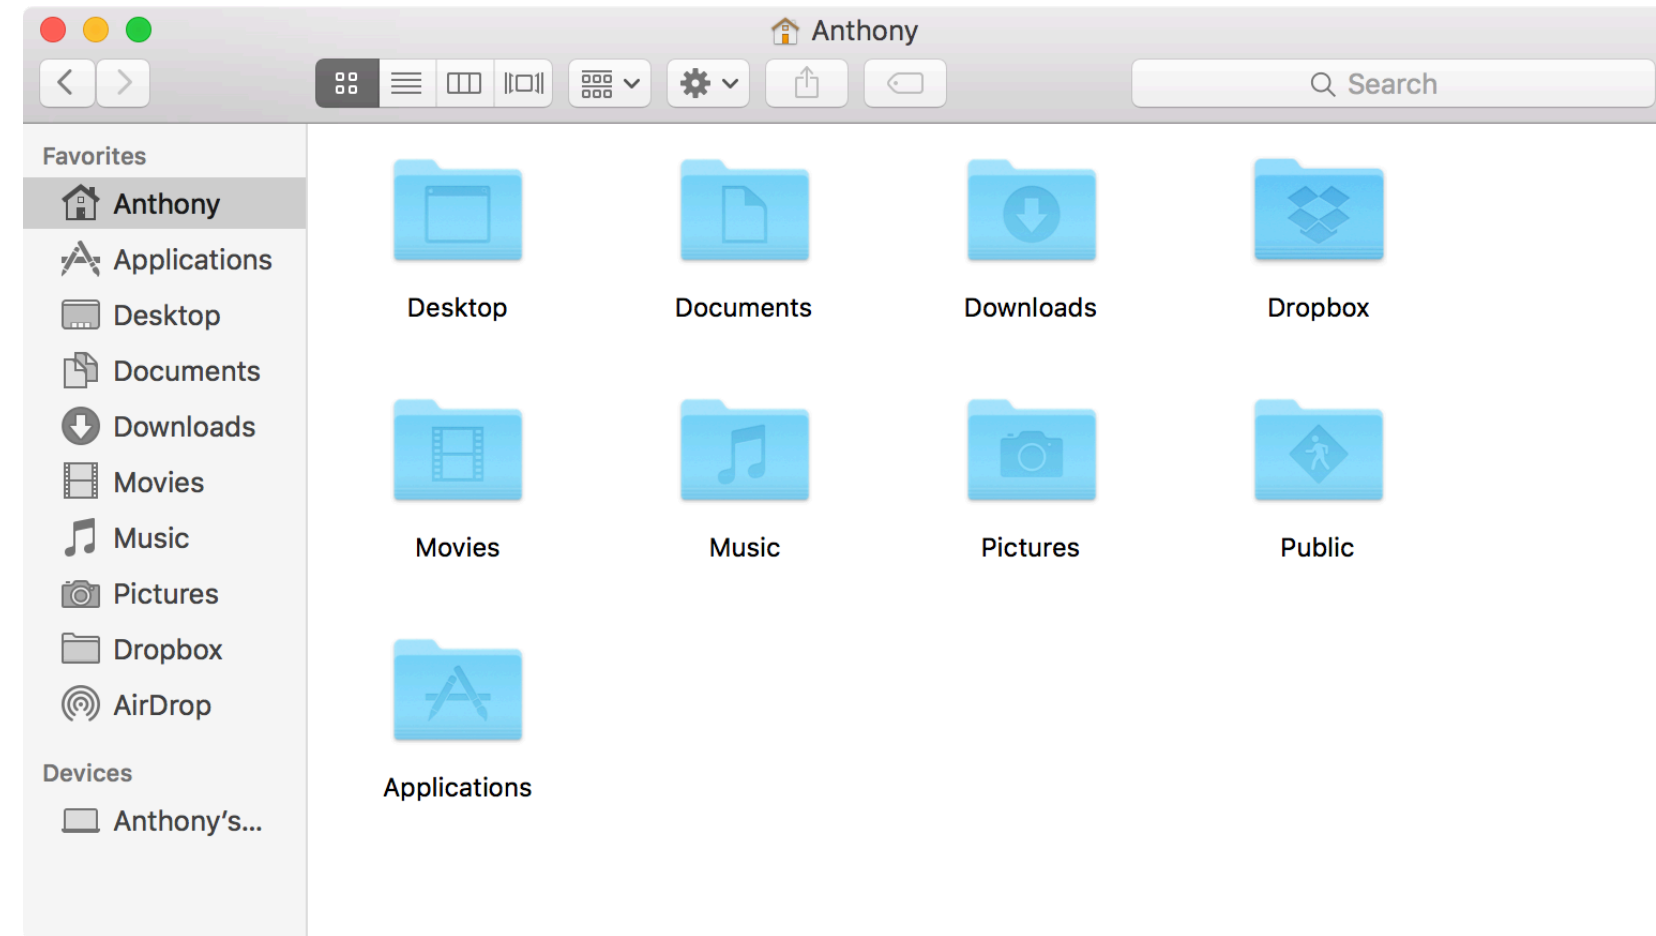 Anthony
Search
Favorites
Anthony
Applications
Desktop
Documents
Downloads
Movies
Music
Pictures
Dropbox
AirDrop
Devices
Anthony’s...
Desktop Documents Downloads Dropbox
Movies Music Pictures Public
Applications